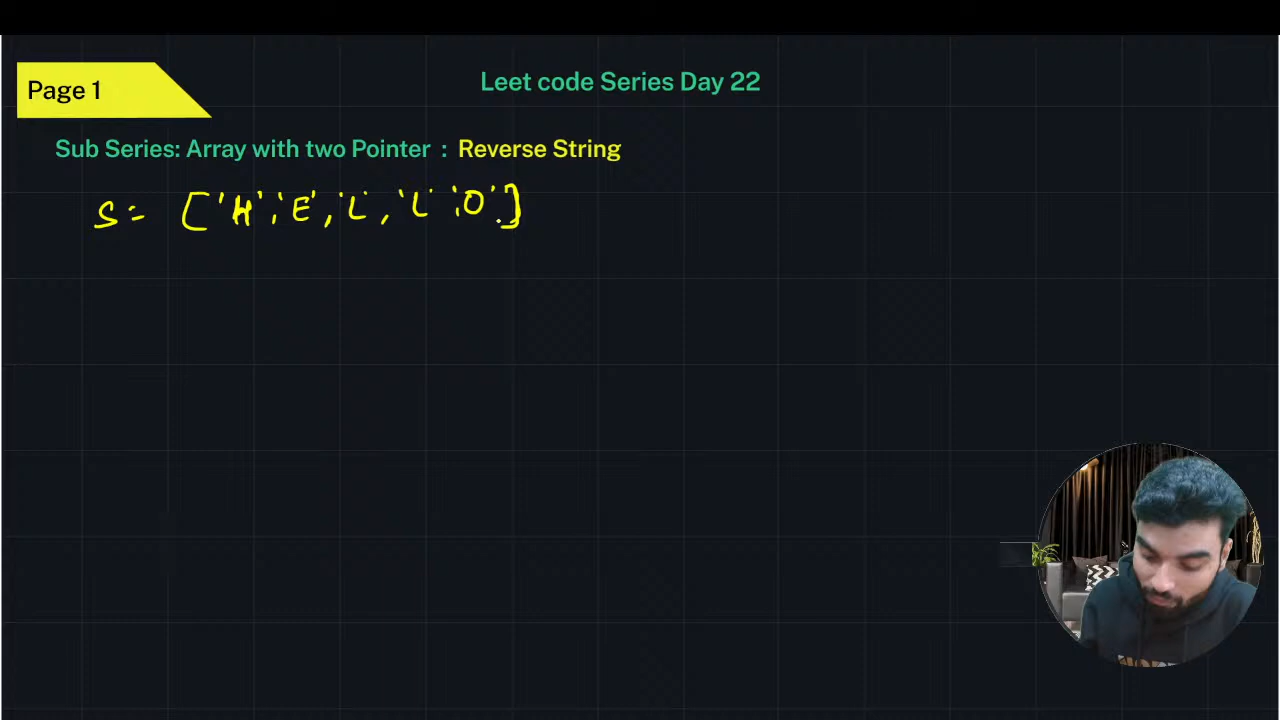 Page 1
Leet code Series Day 22
Sub Series: Array with two Pointer : Reverse String
S = ['H', 'E', 'L', 'L', 'O']